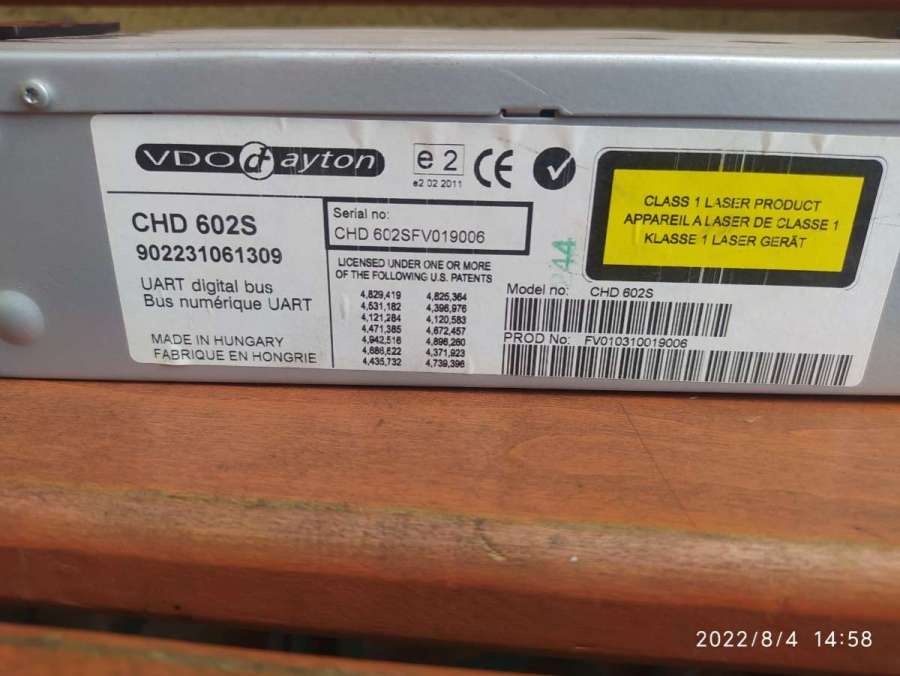 VDO dayton
e 2
e2 02 2011
CE
CHD 602S
902231061309
UART digital bus
Bus numérique UART
MADE IN HUNGARY
FABRIQUE EN HONGRIE
Serial no:
CHD 602SFV019006
LICENSED UNDER ONE OR MORE
OF THE FOLLOWING U.S. PATENTS
4,829,419 4,825,364
4,531,182 4,396,976
4,121,284 4,120,583
4,471,385 4,672,457
4,942,516 4,896,260
4,686,622 4,371,923
4,435,732 4,739,396
44
CLASS 1 LASER PRODUCT
APPAREIL A LASER DE CLASSE 1
KLASSE 1 LASER GERÄT
Model no: CHD 602S
PROD No: FV010310019006
2022/8/4 14:58